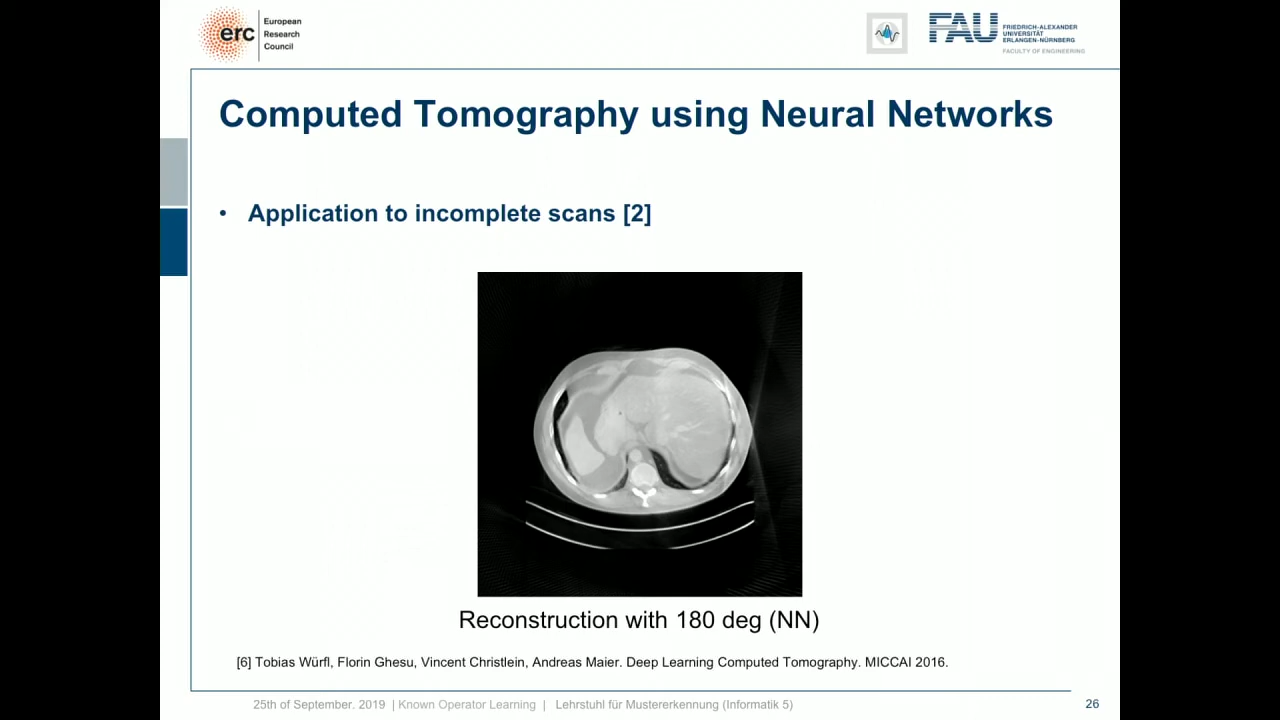 erc
European
Research
Council
FAU
FRIEDRICH-ALEXANDER
UNIVERSITÄT
ERLANGEN-NÜRNBERG
FACULTY OF ENGINEERING
Computed Tomography using Neural Networks
• Application to incomplete scans [2]
Reconstruction with 180 deg (NN)
[6] Tobias Würfl, Florin Ghesu, Vincent Christlein, Andreas Maier. Deep Learning Computed Tomography. MICCAI 2016.
25th of September. 2019 | Known Operator Learning | Lehrstuhl für Mustererkennung (Informatik 5)
26